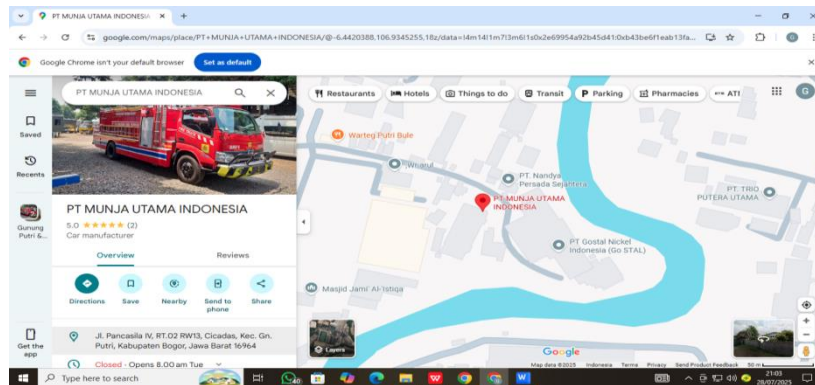 PT MUNJA UTAMA INDONESIA
google.com/maps/place/PT+MUNJA+UTAMA+INDONESIA/@-6.4420388,106.9345255,18z/data=!4m14!1m7!3m6!1s0x2e69954a92b45d41:0xb43be6f1eab13fa...
Google Chrome isn't your default browser
Set as default
PT MUNJA UTAMA INDONESIA
Restaurants
Hotels
Things to do
Transit
Parking
Pharmacies
ATI
G
Saved
Recents
Gunung
Putri &...
Get the
app
PT MUNJA UTAMA INDONESIA
5.0 ★★★★★ (2)
Car manufacturer
Overview
Reviews
Directions
Save
Nearby
Send to
phone
Share
Jl. Pancasila IV, RT.02 RW13, Cicadas, Kec. Gn.
Putri, Kabupaten Bogor, Jawa Barat 16964
Closed · Opens 8.00 am Tue
Warteg Putri Bule
PT. Nandya
Persada Sejahtera
PT MUNJA UTAMA
INDONESIA
PT. TRIO
PUTERA UTAMA
PT Gostal Nickel
Indonesia (Go STAL)
Masjid Jami' Al-Istiqa
Layers
Google
Map data ©2025
Indonesia
Terms
Privacy
Send Product Feedback
50 m
Type here to search
21:03
28/07/2025